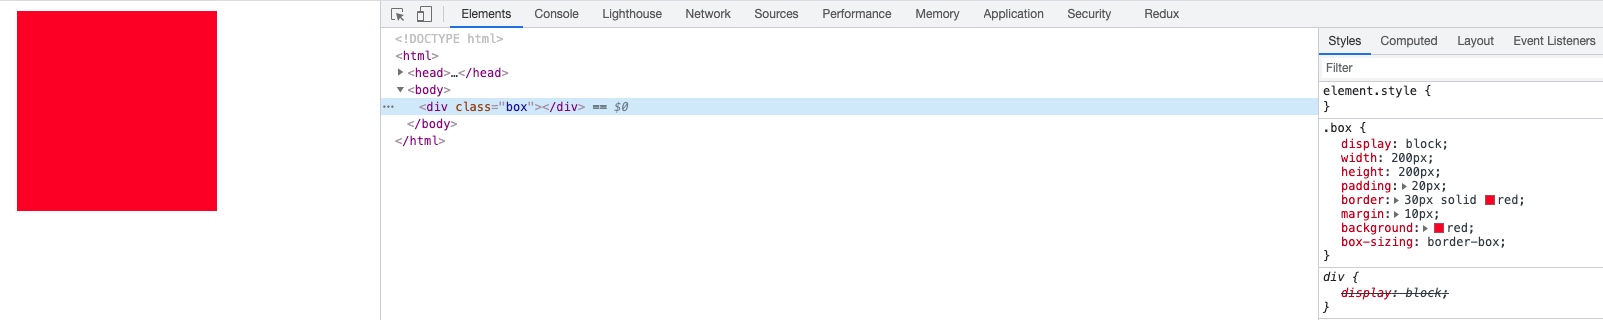 Elements Console Lighthouse Network Sources Performance Memory Application Security Redux
<!DOCTYPE html>
<html>
<head>…</head>
<body>
<div class="box"></div> == $0
</body>
</html>
Styles Computed Layout Event Listeners
Filter
element.style {
}
.box {
display: block;
width: 200px;
height: 200px;
padding: 20px;
border: 30px solid red;
margin: 10px;
background: red;
box-sizing: border-box;
}
div {
display: block;
}